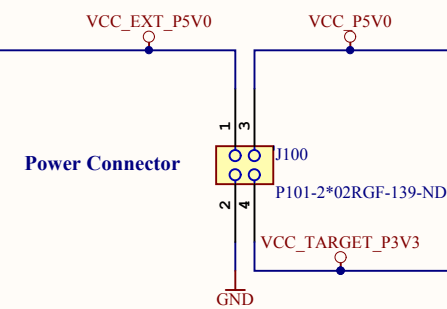 VCC_EXT_P5V0
VCC_P5V0
1
3
J100
Power Connector
P101-2*02RGF-139-ND
2
4
VCC_TARGET_P3V3
GND